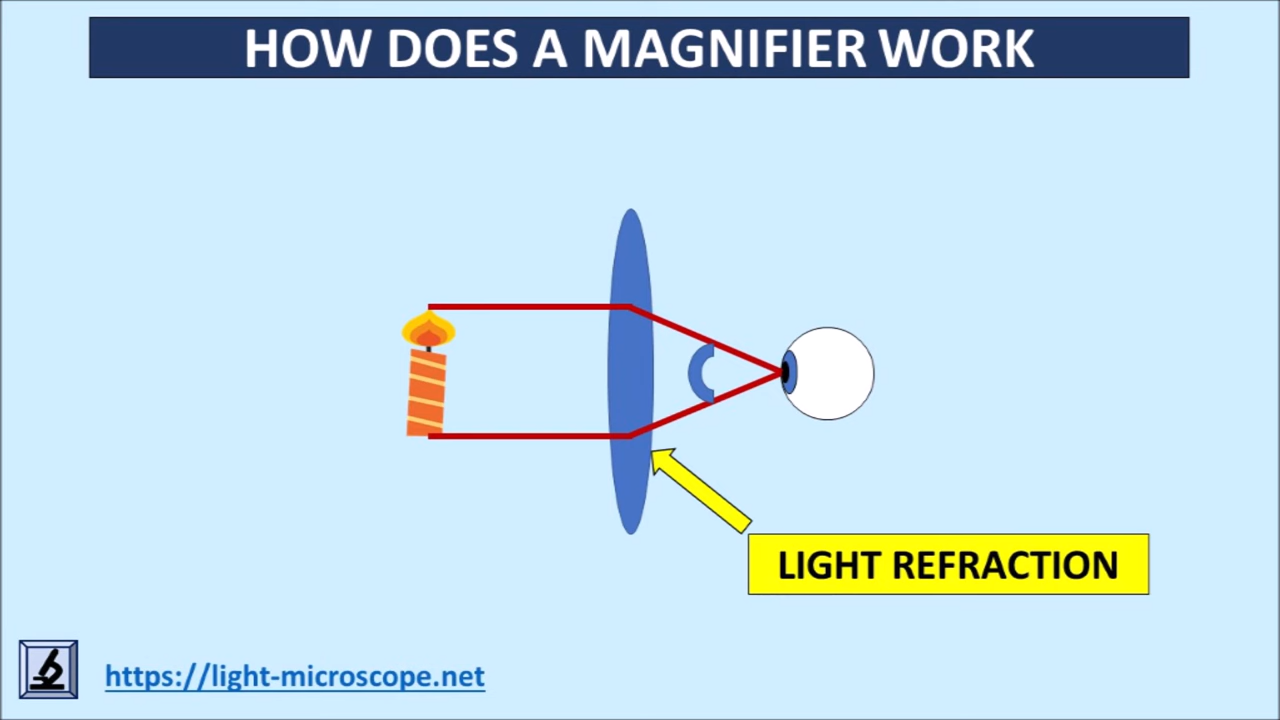 HOW DOES A MAGNIFIER WORK
LIGHT REFRACTION
https://light-microscope.net